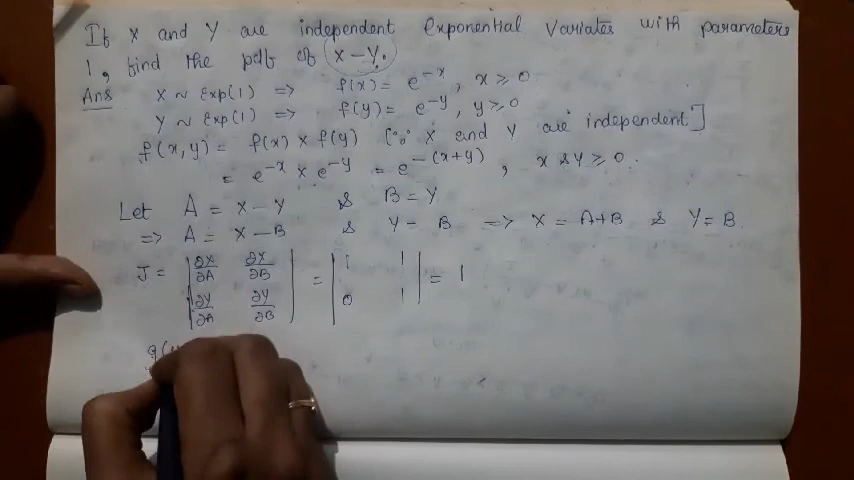 If X and Y are independent Exponential Variates with parameters
1, find the pdf of X-Y.
Ans X ~ Exp(1) => f(x) = e^-x, x ≥ 0
Y ~ Exp(1) => f(y) = e^-y, y ≥ 0
f(x,y) = f(x) × f(y) [∵ X and Y are independent]
= e^-x × e^-y = e^-(x+y), x & y ≥ 0.
Let A = X-Y & B = Y
=> A = X-B & Y = B => X = A+B & Y = B.
J = | ∂X/∂A ∂X/∂B | = | 1 1 | = 1
| ∂Y/∂A ∂Y/∂B | | 0 1 |
g(